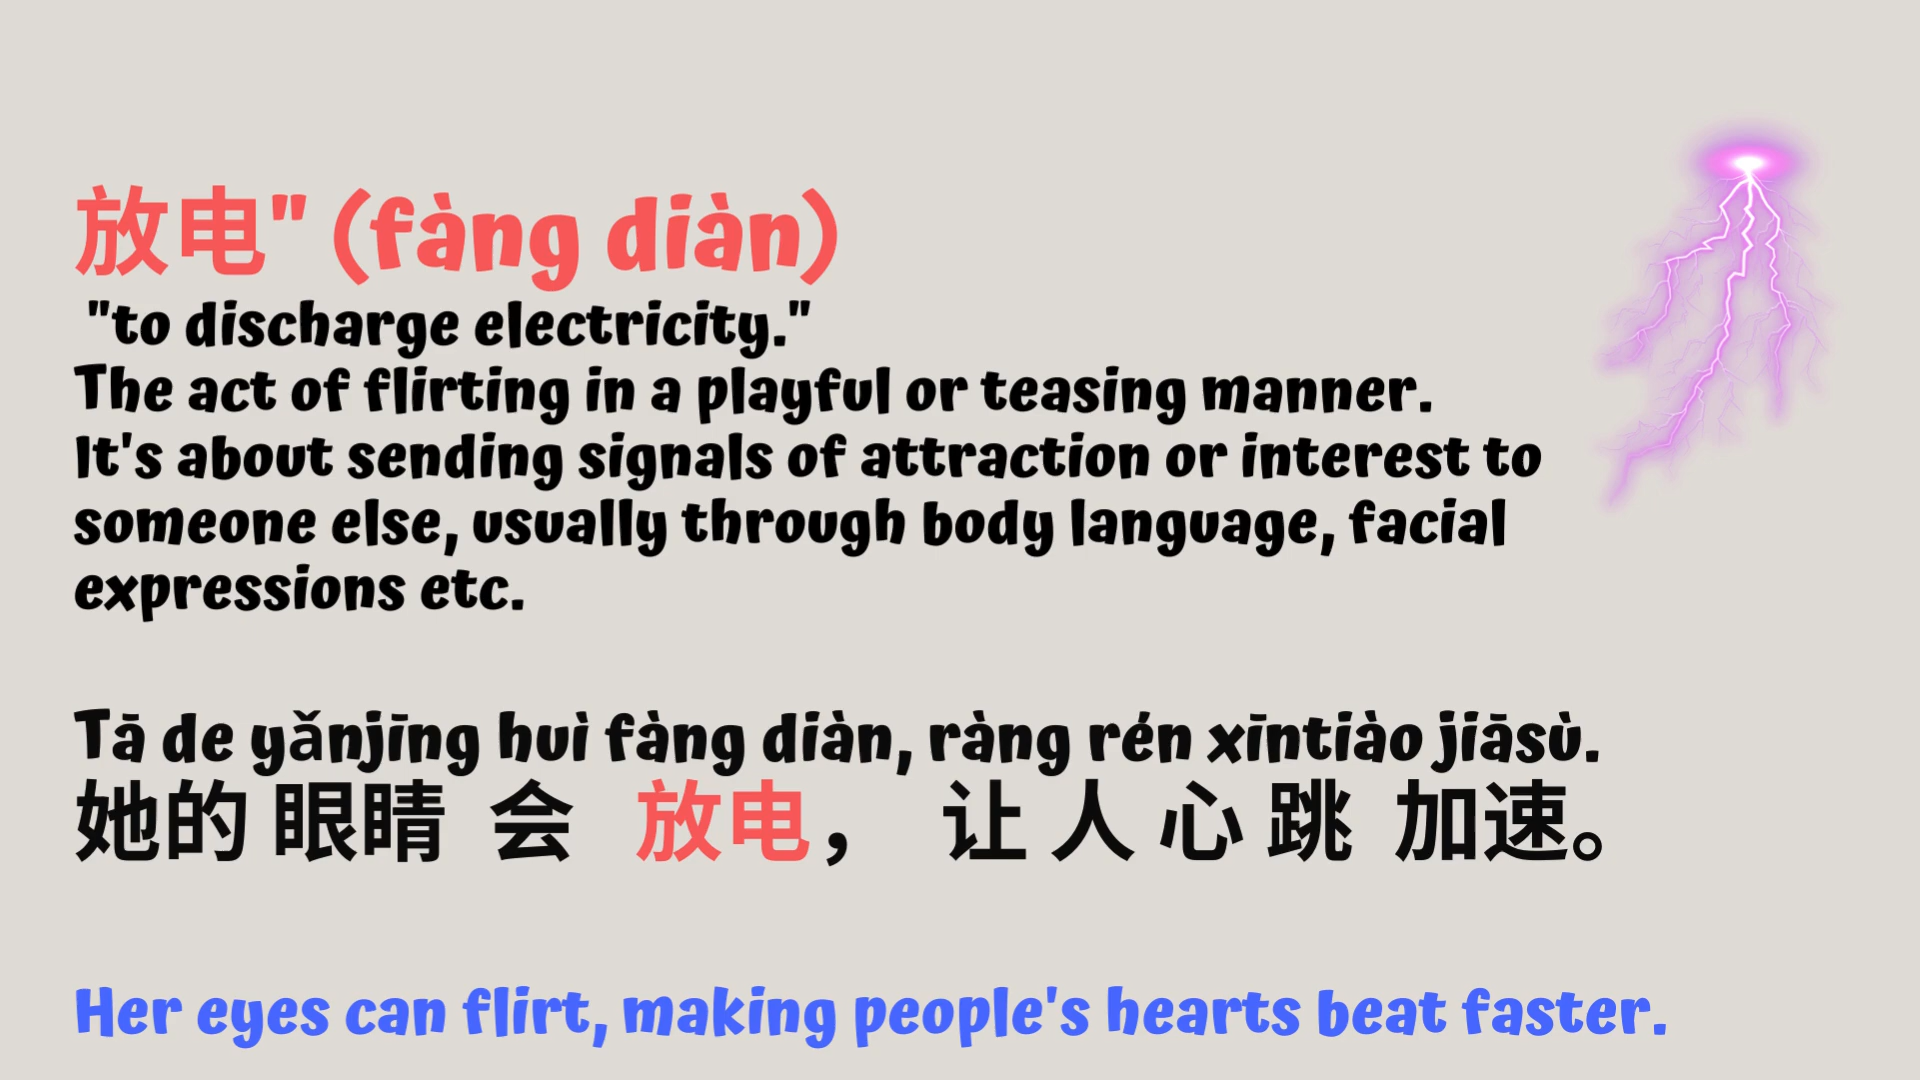 放电" (fàng diàn)
"to discharge electricity."
The act of flirting in a playful or teasing manner.
It's about sending signals of attraction or interest to
someone else, usually through body language, facial
expressions etc.
Tā de yǎnjīng huì fàng diàn, ràng rén xīntiào jiāsù.
她的 眼睛 会 放电， 让 人 心 跳 加速。
Her eyes can flirt, making people's hearts beat faster.